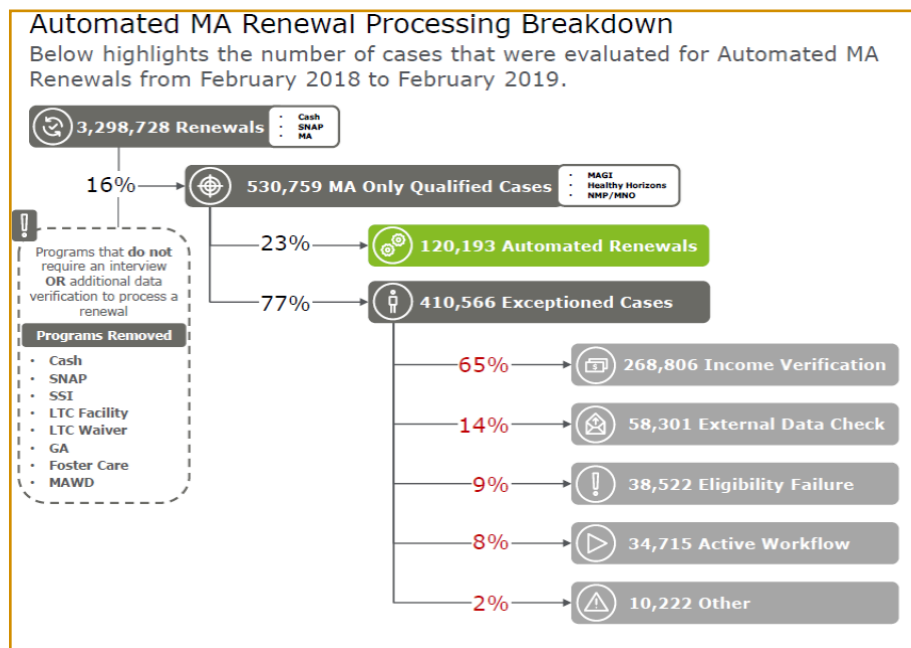 Automated MA Renewal Processing Breakdown
Below highlights the number of cases that were evaluated for Automated MA
Renewals from February 2018 to February 2019.
3,298,728 Renewals
• Cash
• SNAP
• MA
16%
530,759 MA Only Qualified Cases
• MAGI
• Healthy Horizons
• NMP/MNO
23%
120,193 Automated Renewals
77%
410,566 Exceptioned Cases
Programs that do not
require an interview
OR additional data
verification to process a
renewal
Programs Removed
• Cash
• SNAP
• SSI
• LTC Facility
• LTC Waiver
• GA
• Foster Care
• MAWD
65%
268,806 Income Verification
14%
58,301 External Data Check
9%
38,522 Eligibility Failure
8%
34,715 Active Workflow
2%
10,222 Other